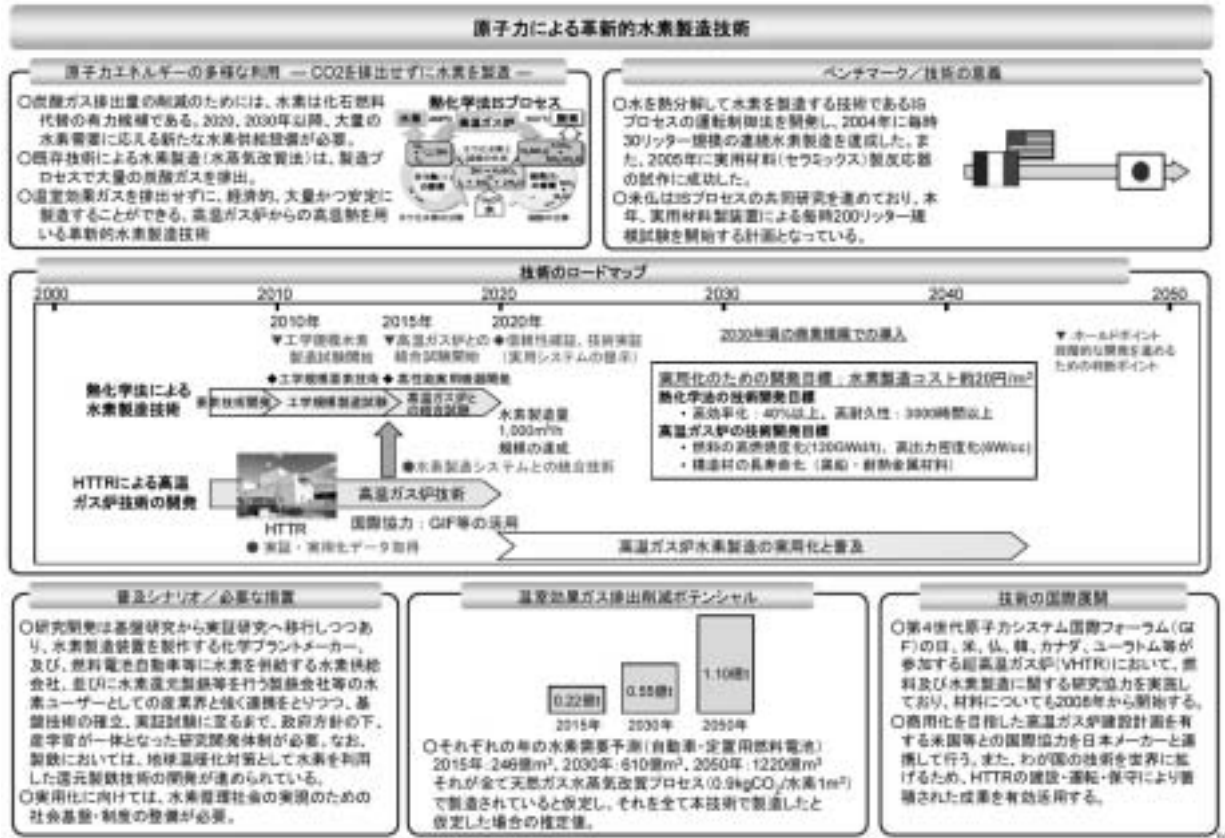 原子力による革新的水素製造技術
原子力エネルギーの多様な利用 ― CO2を排出せずに水素を製造 ―
○炭酸ガス排出量の削減のためには、水素は化石燃料
代替の有力候補である。2020、2030年以降、大量の
水素需要に応える新たな水素供給設備が必要。
○既存技術による水素製造(水蒸気改質法)は、製造プ
ロセスで大量の炭酸ガスを排出。
○温室効果ガスを排出せずに、経済的、大量かつ安定に
製造することができる、高温ガス炉からの高温熱を用
いる革新的水素製造技術
熱化学法ISプロセス
水素
高温ガス炉
酸素
水
ベンチマーク/技術の意義
○水を熱分解して水素を製造する技術であるIS
プロセスの運転制御法を開発し、2004年に毎時
30リッター規模の連続水素製造を達成した。ま
た、2005年に実用材料(セラミックス)製反応器
の試作に成功した。
○米仏はISプロセスの共同研究を進めており、本
年、実用材料製装置による毎時200リッター規
模試験を開始する計画となっている。
技術のロードマップ
2000 2010 2020 2030 2040 2050
2010年
▼工学規模水素
製造試験開始
2015年
▼高温ガス炉との
結合試験開始
2020年
◆信頼性確証、技術実証
(実用システムの提示)
2030年頃の商業規模での導入
▼:ホールドポイント
段階的な開発を進める
ための判断ポイント
◆工学規模要素技術
◆高性能実用機器開発
熱化学法による
水素製造技術
要素技術開発
工学規模製造試験
高温ガス炉と
の結合試験
水素製造量
1,000m³/h
規模の達成
●水素製造システムとの結合技術
実用化のための開発目標:水素製造コスト約20円/m³
熱化学法の技術開発目標
・高効率化:40%以上、高耐久性:3000時間以上
高温ガス炉の技術開発目標
・燃料の高燃焼度化(120GWd/t)、高出力密度化(6W/cc)
・構造材の長寿命化(黒鉛・耐熱金属材料)
HTTRによる高温
ガス炉技術の開発
高温ガス炉技術
HTTR
国際協力:GIF等の活用
●実証・実用化データ取得
高温ガス炉水素製造の実用化と普及
普及シナリオ/必要な措置
○研究開発は基盤研究から実証研究へ移行しつつあ
り、水素製造装置を製作する化学プラントメーカー、
及び、燃料電池自動車等に水素を供給する水素供給
会社、並びに水素還元製鉄等を行う製鉄会社等の水
素ユーザーとしての産業界と強く連携をとりつつ、基
盤技術の確立、実証試験に至るまで、政府方針の下、
産学官が一体となった研究開発体制が必要。なお、
製鉄においては、地球温暖化対策として水素を利用
した還元製鉄技術の開発が進められている。
○実用化に向けては、水素循環社会の実現のための
社会基盤・制度の整備が必要。
温室効果ガス排出削減ポテンシャル
0.22億t
0.55億t
1.10億t
2015年 2030年 2050年
○それぞれの年の水素需要予測(自動車・定置用燃料電池)
2015年:246億m³、2030年:610億m³、2050年:1220億m³
それが全て天然ガス水蒸気改質プロセス(0.9kgCO₂/水素1m³)
で製造されていると仮定し、それを全て本技術で製造したと
仮定した場合の推定値。
技術の国際展開
○第4世代原子力システム国際フォーラム(GI
F)の日、米、仏、韓、カナダ、ユーラトム等が
参加する超高温ガス炉(VHTR)において、燃
料及び水素製造に関する研究協力を実施し
ており、材料についても2008年から開始する。
○商用化を目指した高温ガス炉建設計画を有
する米国等との国際協力を日本メーカーと連
携して行う。また、わが国の技術を世界に拡
げるため、HTTRの建設・運転・保守により蓄
積された成果を有効活用する。